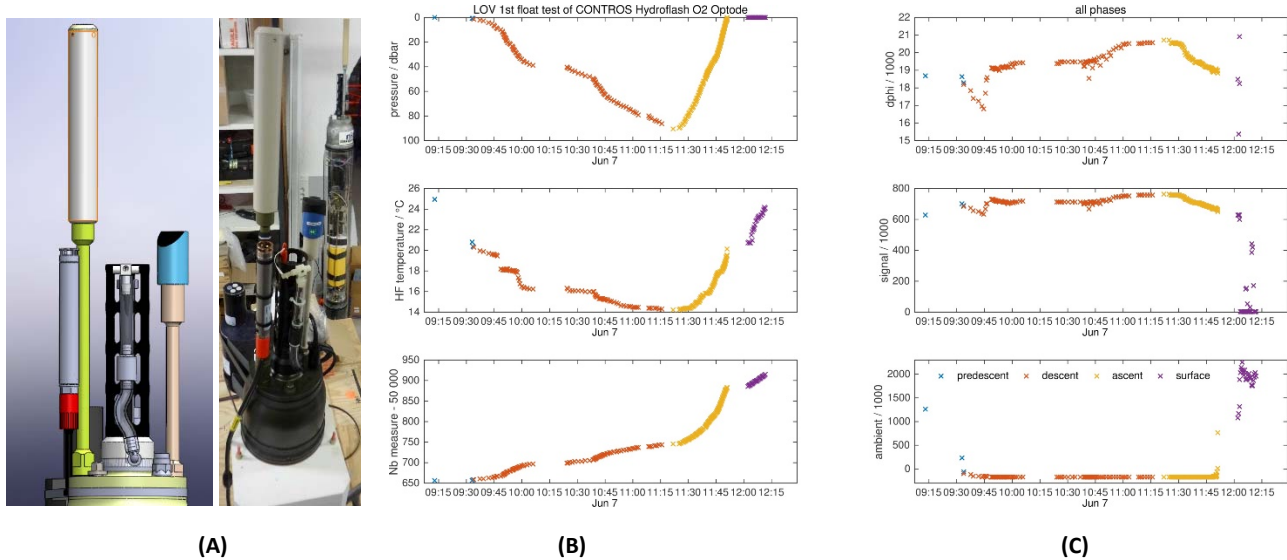 LOV 1st float test of CONTROS Hydroflash O2 Optode
pressure / dbar
0
20
40
60
80
100
09:15 09:30 09:45 10:00 10:15 10:30 10:45 11:00 11:15 11:30 11:45 12:00 12:15
Jun 7
HF temperature / °C
26
24
22
20
18
16
14
09:15 09:30 09:45 10:00 10:15 10:30 10:45 11:00 11:15 11:30 11:45 12:00 12:15
Jun 7
Nb measure - 50 000
950
900
850
800
750
700
650
09:15 09:30 09:45 10:00 10:15 10:30 10:45 11:00 11:15 11:30 11:45 12:00 12:15
Jun 7
all phases
dphi / 1000
22
21
20
19
18
17
16
15
09:15 09:30 09:45 10:00 10:15 10:30 10:45 11:00 11:15 11:30 11:45 12:00 12:15
Jun 7
signal / 1000
800
600
400
200
0
09:15 09:30 09:45 10:00 10:15 10:30 10:45 11:00 11:15 11:30 11:45 12:00 12:15
Jun 7
ambient / 1000
2000
1500
1000
500
0
predescent descent ascent surface
09:15 09:30 09:45 10:00 10:15 10:30 10:45 11:00 11:15 11:30 11:45 12:00 12:15
Jun 7
(A)
(B)
(C)